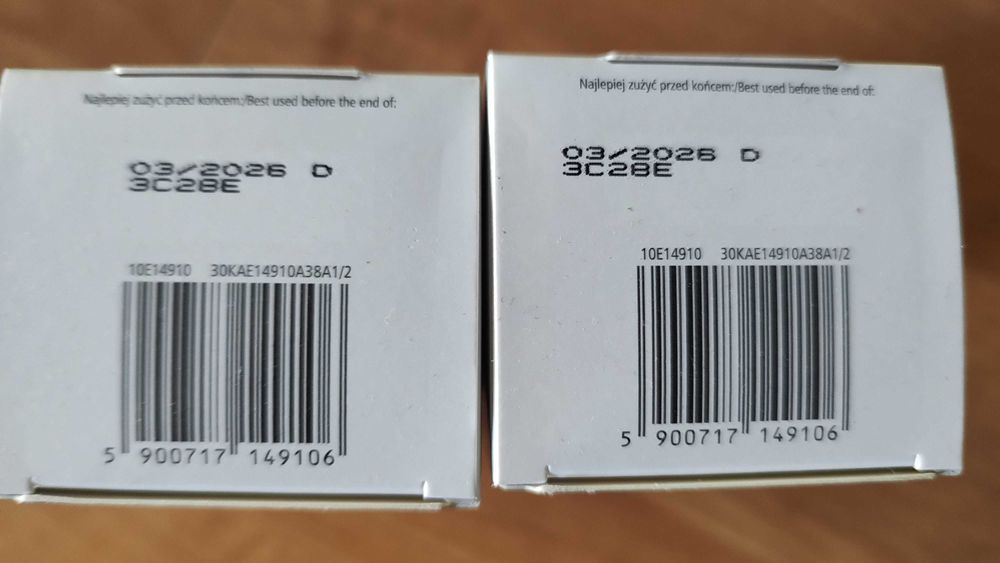 Najlepiej zużyć przed końcem:/Best used before the end of:
03/2026 D
3C28E
10E14910 30KAE14910A38A1/2
5 900717 149106
Najlepiej zużyć przed końcem:/Best used before the end of:
03/2026 D
3C28E
10E14910 30KAE14910A38A1/2
5 900717 149106